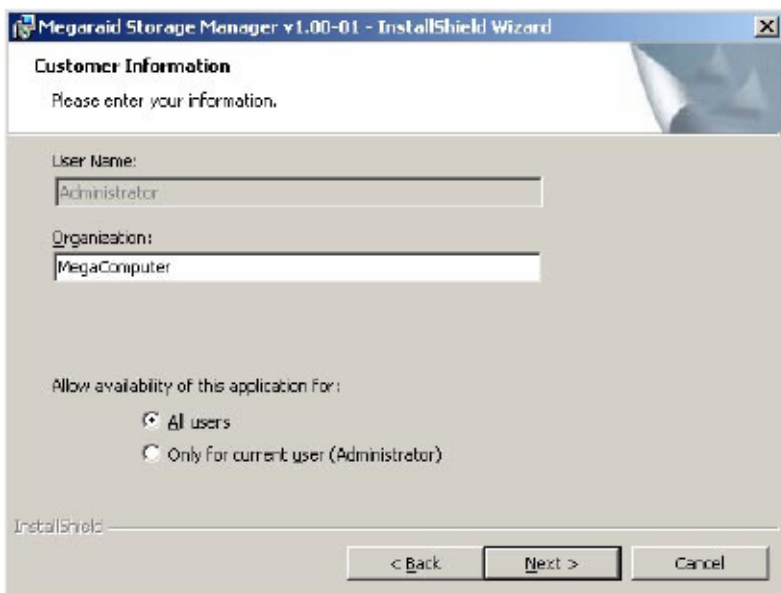 Megaraid Storage Manager v1.00-01 - InstallShield Wizard
Customer Information
Please enter your information.
User Name:
Administrator
Organization:
MegaComputer
Allow availability of this application for:
All users
Only for current user (Administrator)
InstallShield
< Back
Next >
Cancel